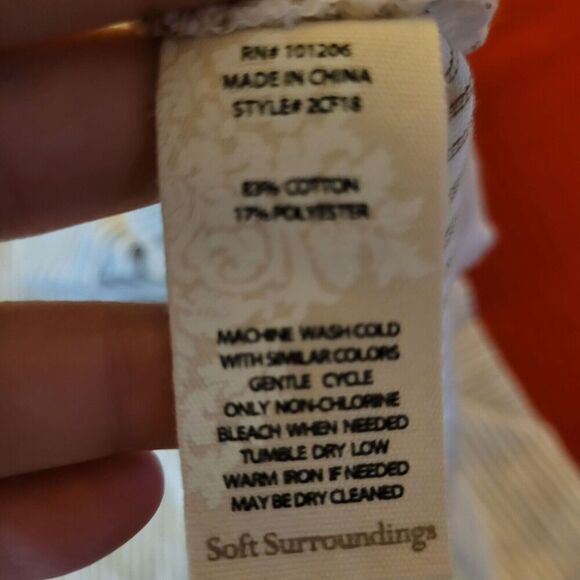 RN# 101206
MADE IN CHINA
STYLE# 2CF18
83% COTTON
17% POLYESTER
MACHINE WASH COLD
WITH SIMILAR COLORS
GENTLE CYCLE
ONLY NON-CHLORINE
BLEACH WHEN NEEDED
TUMBLE DRY LOW
WARM IRON IF NEEDED
MAY BE DRY CLEANED
Soft Surroundings